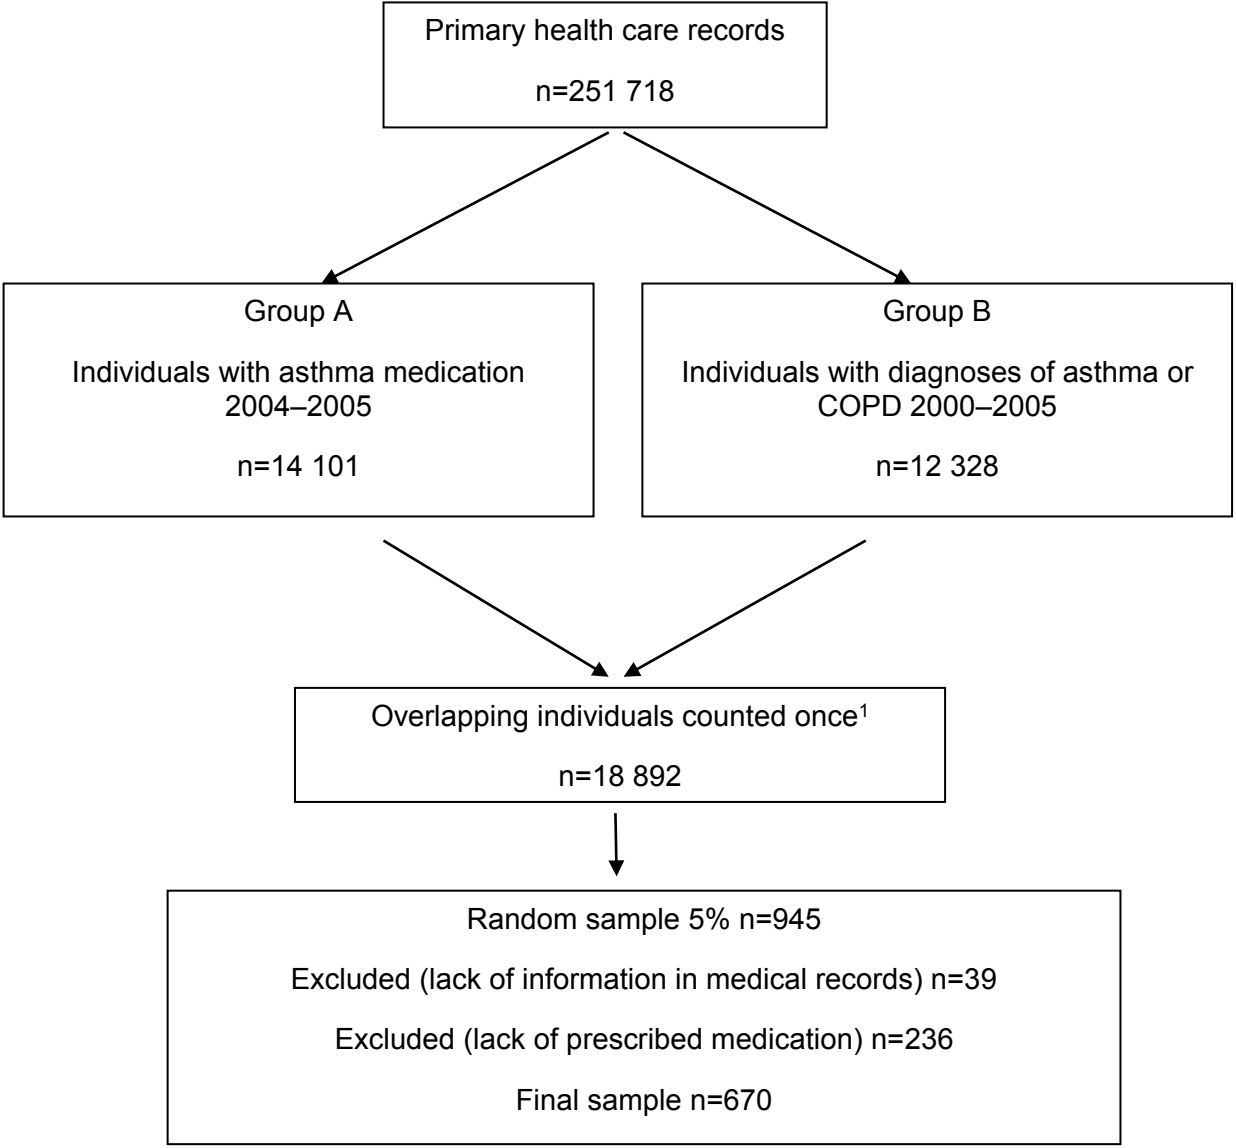 Primary health care records
n=251 718
Group A
Individuals with asthma medication
2004–2005
n=14 101
Group B
Individuals with diagnoses of asthma or
COPD 2000–2005
n=12 328
Overlapping individuals counted once¹
n=18 892
Random sample 5% n=945
Excluded (lack of information in medical records) n=39
Excluded (lack of prescribed medication) n=236
Final sample n=670